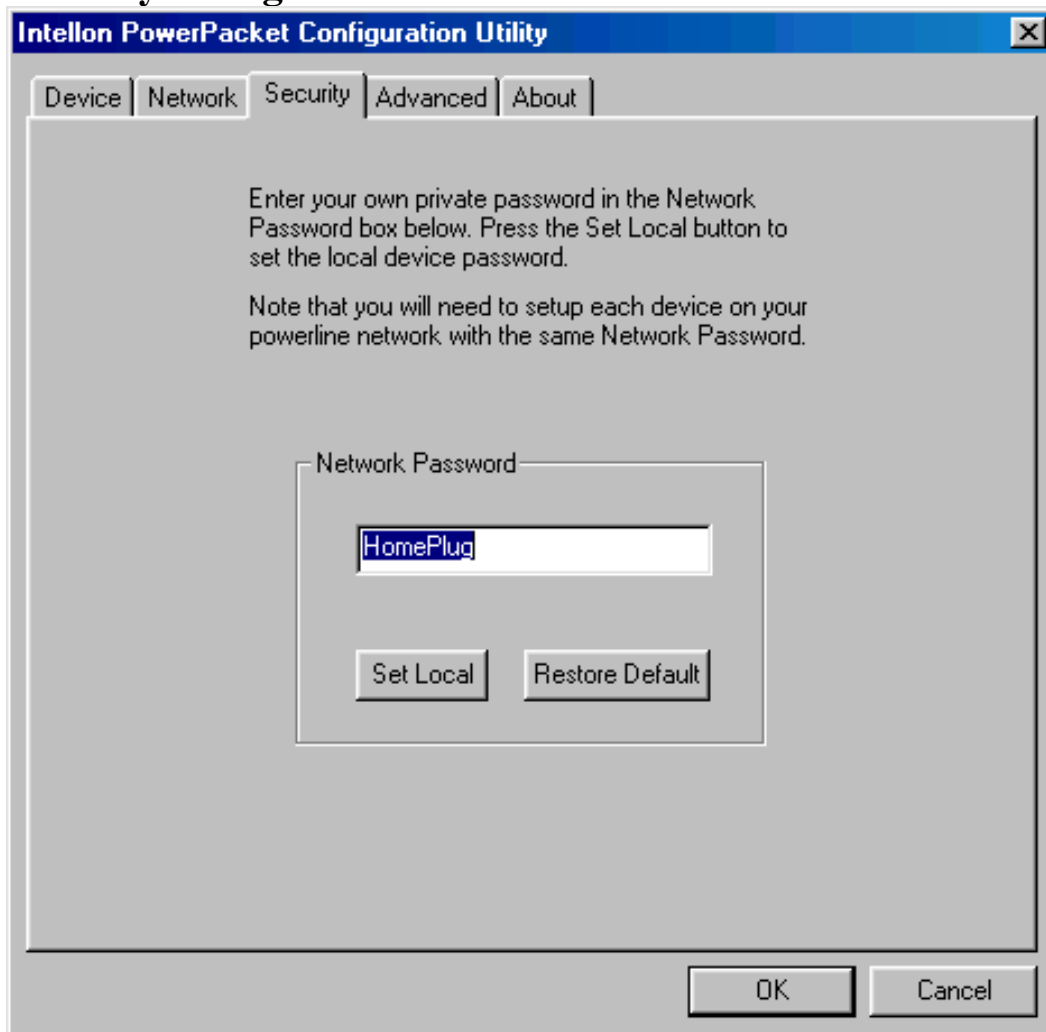 Intellon PowerPacket Configuration Utility
Device Network Security Advanced About
Enter your own private password in the Network
Password box below. Press the Set Local button to
set the local device password.
Note that you will need to setup each device on your
powerline network with the same Network Password.
Network Password
HomePlug
Set Local Restore Default
OK Cancel